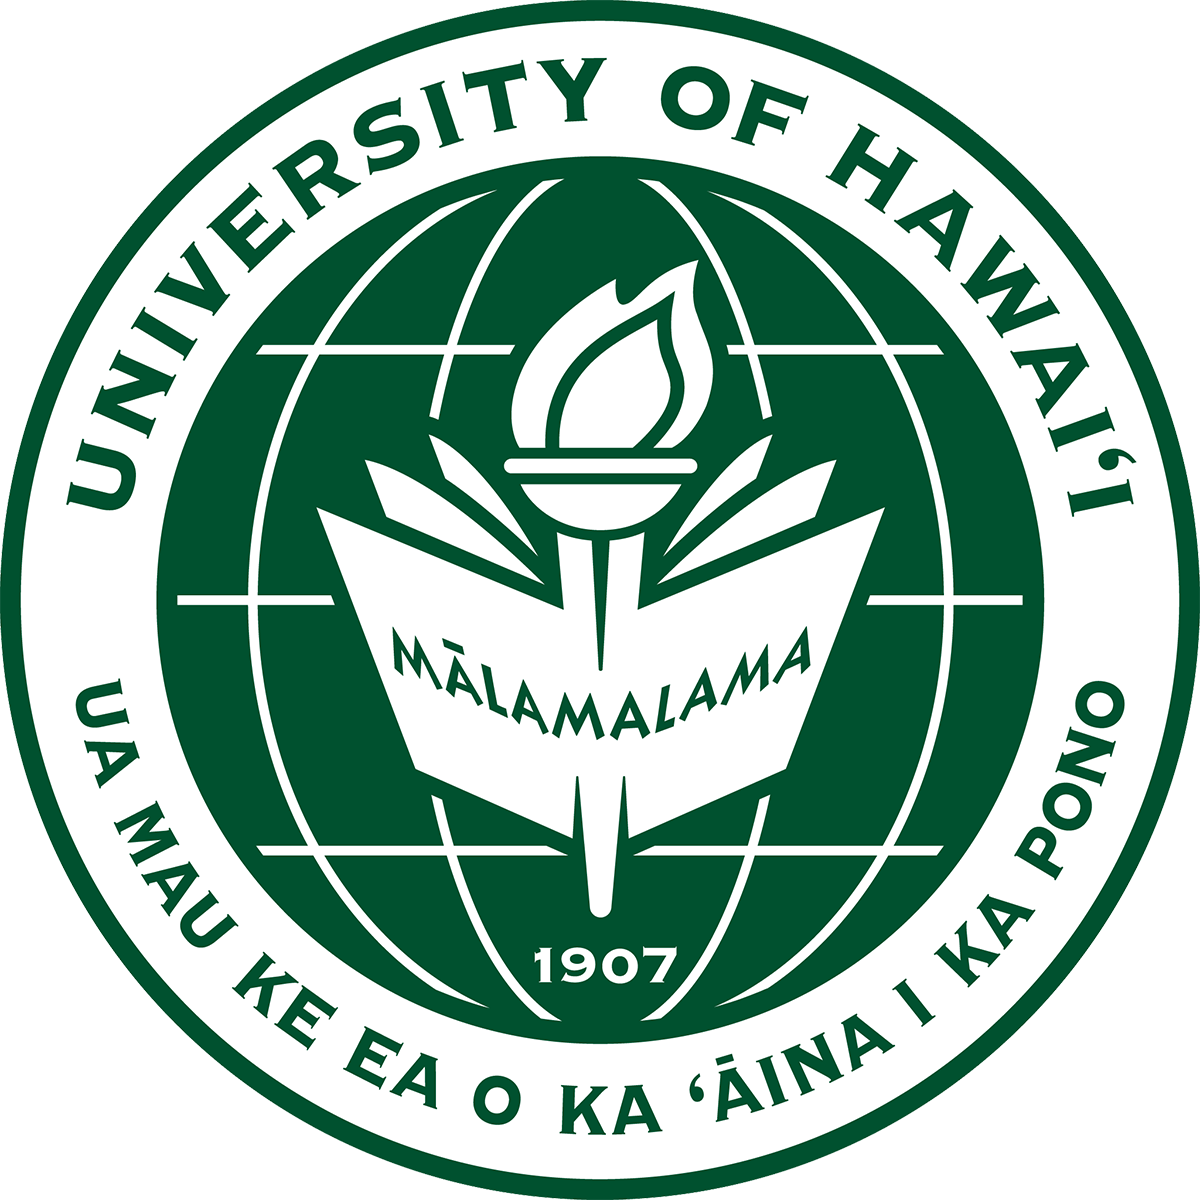 UNIVERSITY OF HAWAIʻI
MĀLAMALAMA
1907
UA MAU KE EA O KA ʻĀINA I KA PONO